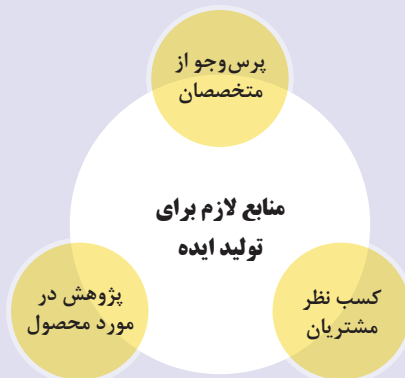 پرس‌وجو از
متخصصان
منابع لازم برای
تولید ایده
کسب نظر
مشتریان
پژوهش در
مورد محصول